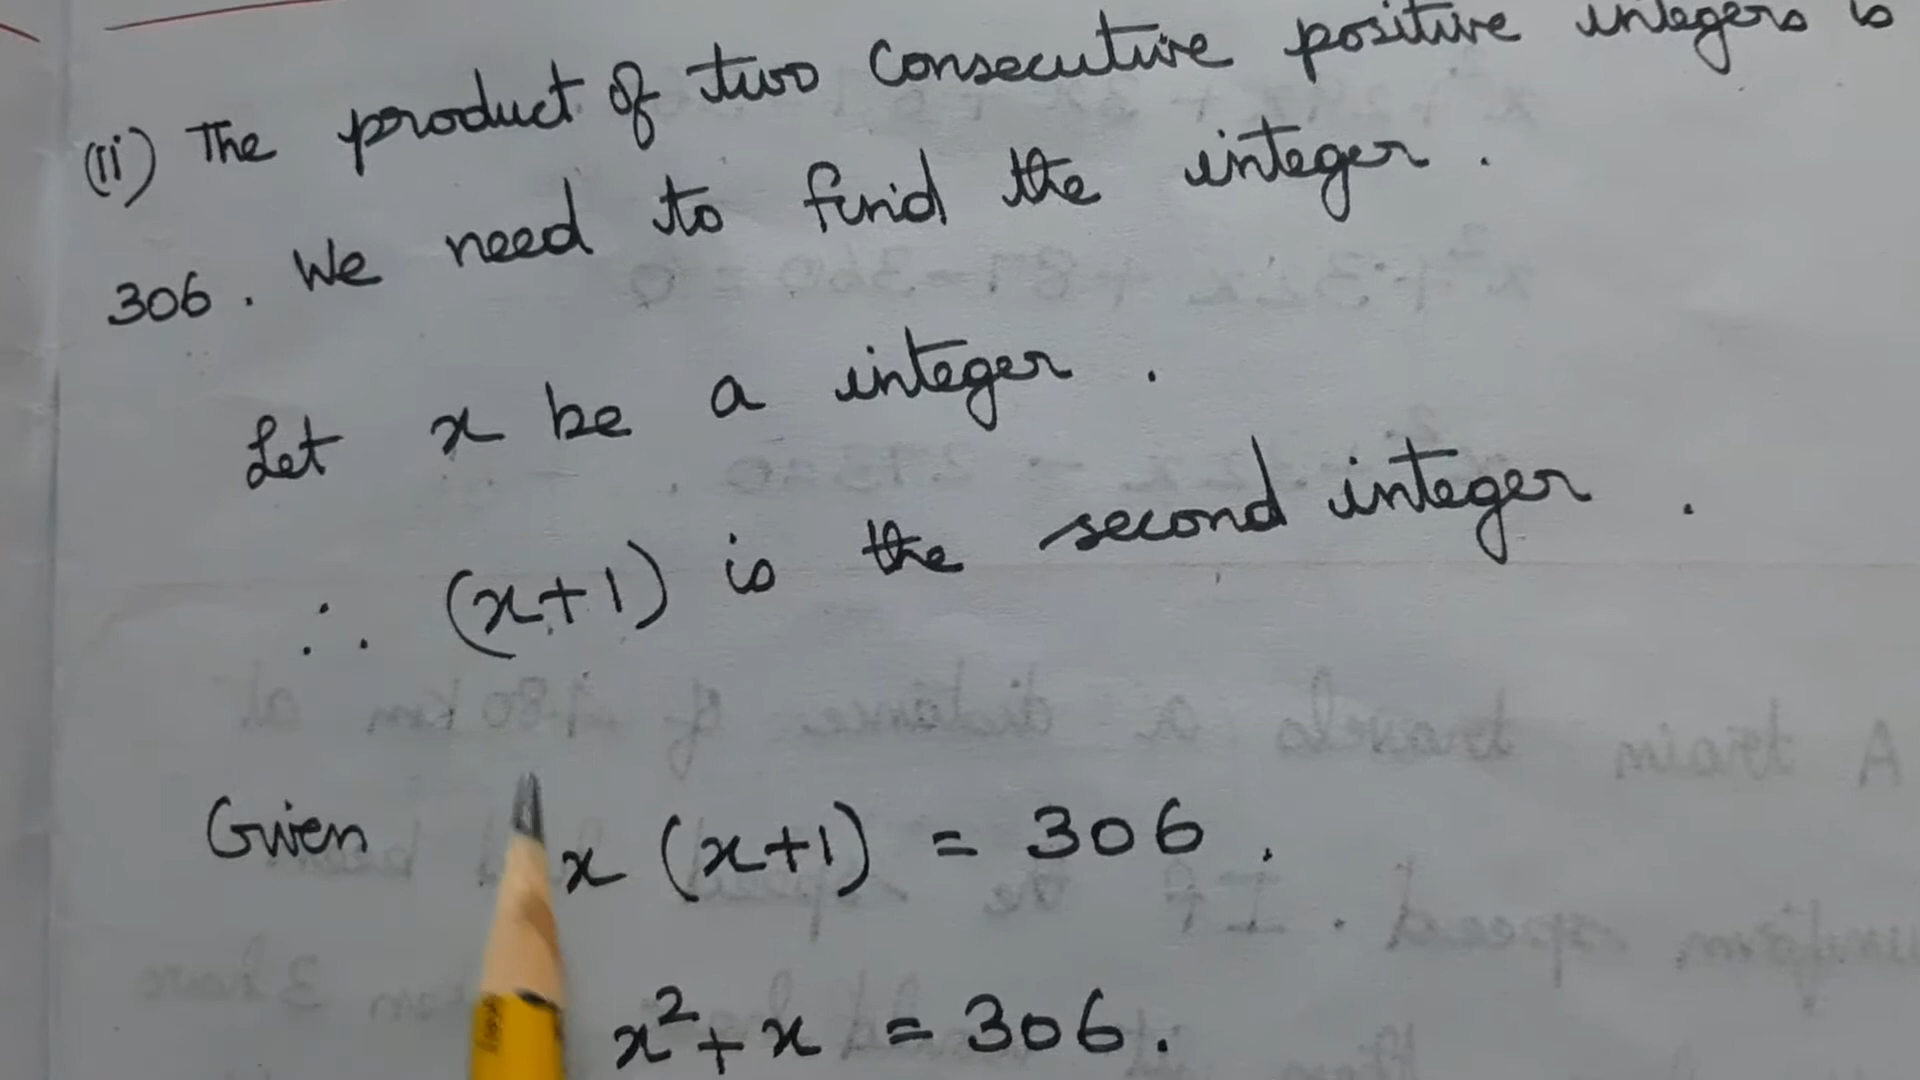 (ii) The product of two consecutive positive integers is
306. We need to find the integer.
Let x be a integer.
∴ (x+1) is the second integer.
Given x (x+1) = 306.
x²+x = 306.